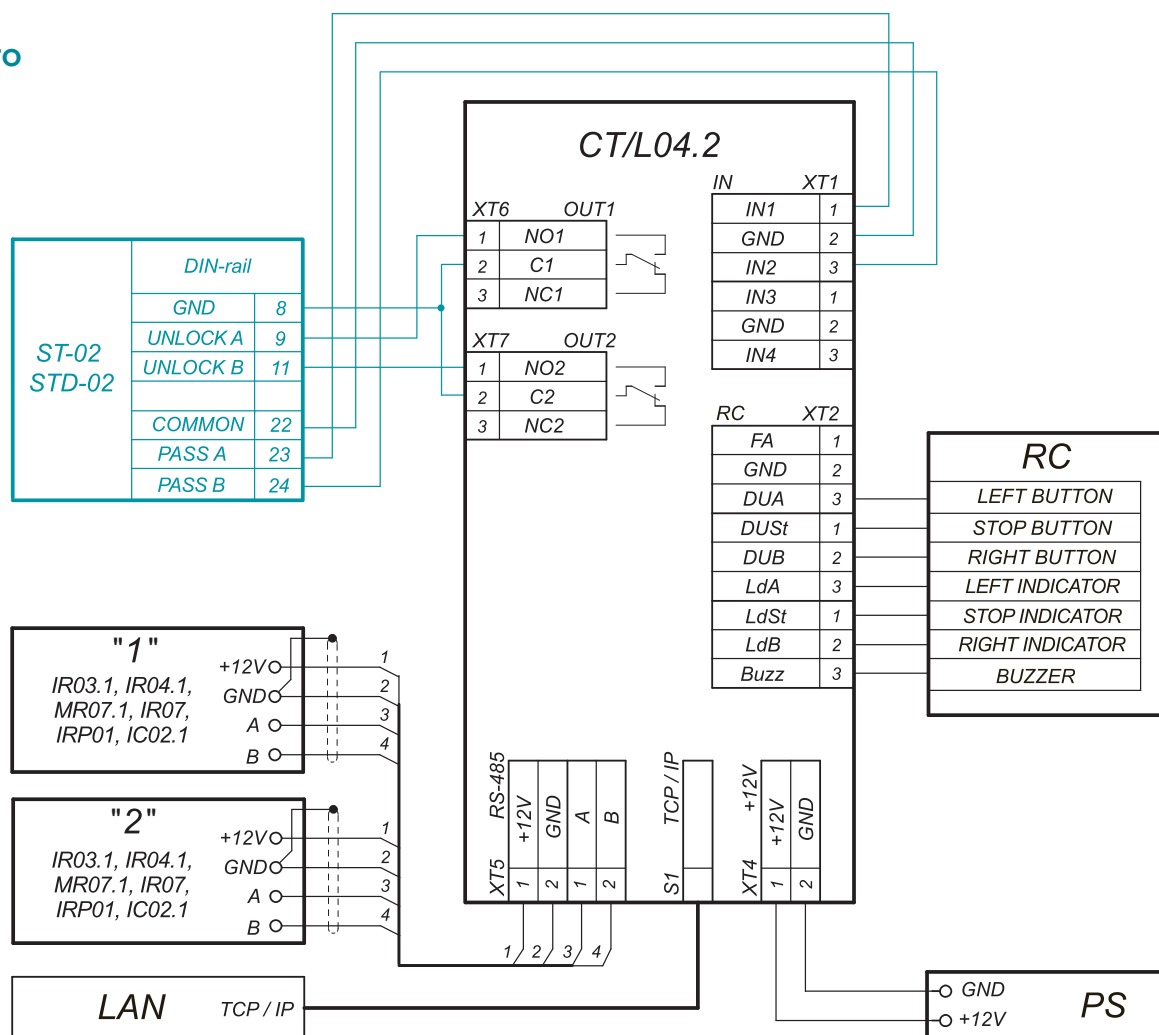 то
CT/L04.2
IN XT1
IN1 1
GND 2
IN2 3
IN3 1
GND 2
IN4 3
XT6 OUT1
1 NO1
2 C1
3 NC1
XT7 OUT2
1 NO2
2 C2
3 NC2
ST-02
STD-02
DIN-rail
GND 8
UNLOCK A 9
UNLOCK B 11
COMMON 22
PASS A 23
PASS B 24
RC XT2
FA 1
GND 2
DUA 3
DUSt 1
DUB 2
LdA 3
LdSt 1
LdB 2
Buzz 3
RC
LEFT BUTTON
STOP BUTTON
RIGHT BUTTON
LEFT INDICATOR
STOP INDICATOR
RIGHT INDICATOR
BUZZER
"1"
IR03.1, IR04.1,
MR07.1, IR07,
IRP01, IC02.1
+12V 1
GND 2
A 3
B 4
"2"
IR03.1, IR04.1,
MR07.1, IR07,
IRP01, IC02.1
+12V 1
GND 2
A 3
B 4
XT5 RS-485
1 +12V
2 GND
1 A
2 B
S1 TCP / IP
XT4 +12V
1 +12V
2 GND
1 2 3 4
LAN TCP / IP
PS
GND
+12V